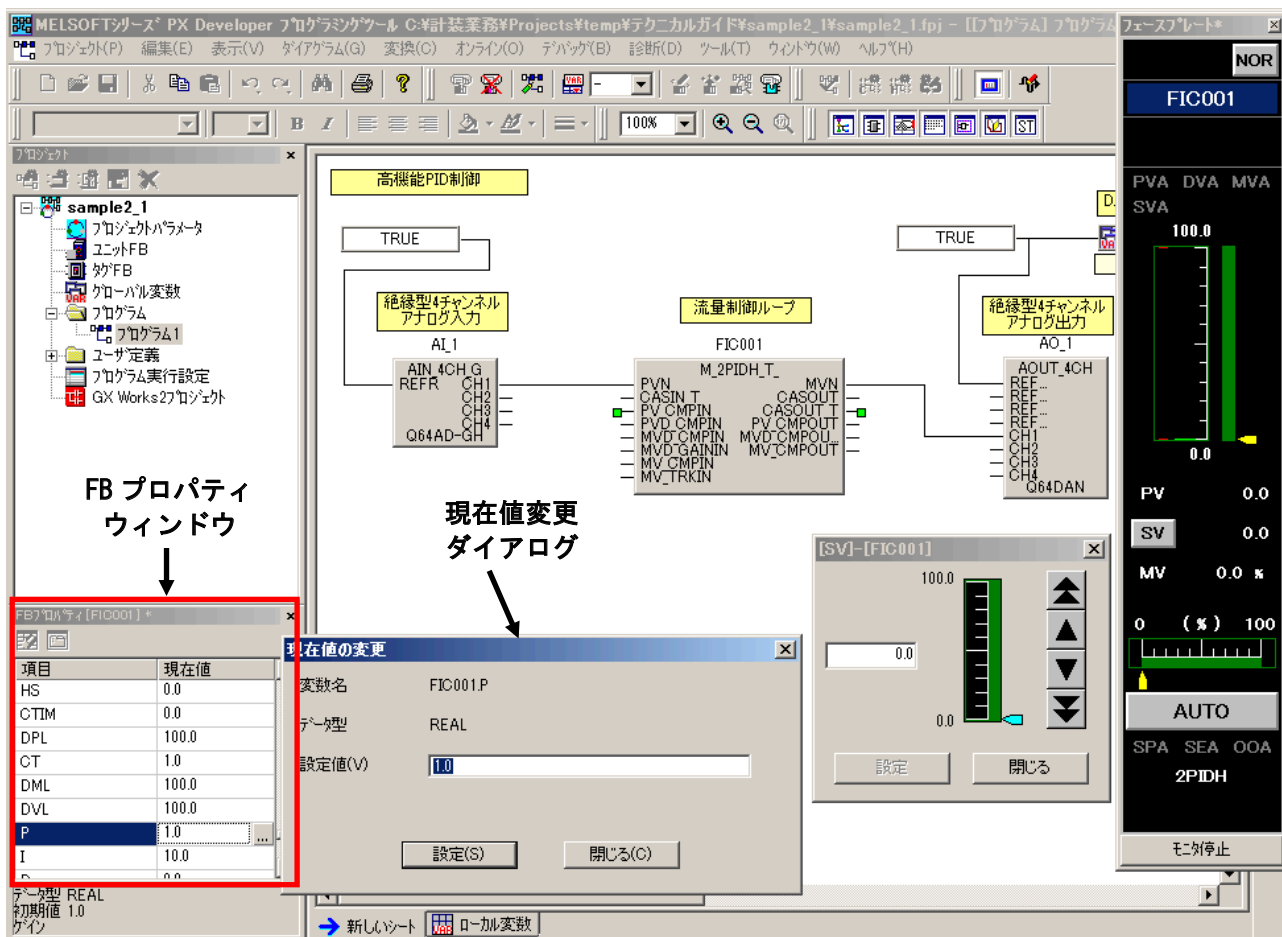 MELSOFTシリーズ PX Developer プログラミングツール C:¥計装業務¥Projects¥temp¥テクニカルガイド¥sample2_1¥sample2_1.fpj - [[プログラム] プログラム
プロジェクト(P) 編集(E) 表示(V) ダイアグラム(G) 変換(C) オンライン(O) デバッグ(B) 診断(D) ツール(T) ウィンドウ(W) ヘルプ(H)
100%
プロジェクト
sample2_1
プロジェクトパラメータ
ユニットFB
タグFB
グローバル変数
プログラム
プログラム1
ユーザ定義
プログラム実行設定
GX Works2プロジェクト
FB プロパティ
ウィンドウ
FBプロパティ [FIC001] *
項目 現在値
HS 0.0
CTIM 0.0
DPL 100.0
CT 1.0
DML 100.0
DVL 100.0
P 1.0 ...
I 10.0
D 0.0
データ型 REAL
初期値 1.0
ゲイン
高機能PID制御
TRUE
絶縁型4チャンネル
アナログ入力
AI_1
AIN_4CH_G
REFR CH1
CH2
CH3
CH4
Q64AD-GH
流量制御ループ
FIC001
M_2PIDH_T_
PVN MVN
CASIN_T CASOUT
PV_CMPIN CASOUT_T
PVD_CMPIN PV_CMPOUT
MVD_CMPIN MVD_CMPOU...
MVD_GAININ MV_CMPOUT
MV_CMPIN
MV_TRKIN
TRUE
D.
絶縁型4チャンネル
アナログ出力
AO_1
AOUT_4CH
REF...
REF...
REF...
REF...
CH1
CH2
CH3
CH4
Q64DAN
現在値変更
ダイアログ
現在値の変更
変数名 FIC001.P
データ型 REAL
設定値(V) 1.0
設定(S) 閉じる(C)
[SV]-[FIC001]
100.0
0.0
0.0
設定 閉じる
新しいシート ローカル変数
フェースプレート*
NOR
FIC001
PVA DVA MVA
SVA
100.0
0.0
PV 0.0
SV 0.0
MV 0.0 %
0 (%) 100
AUTO
SPA SEA OOA
2PIDH
モニタ停止